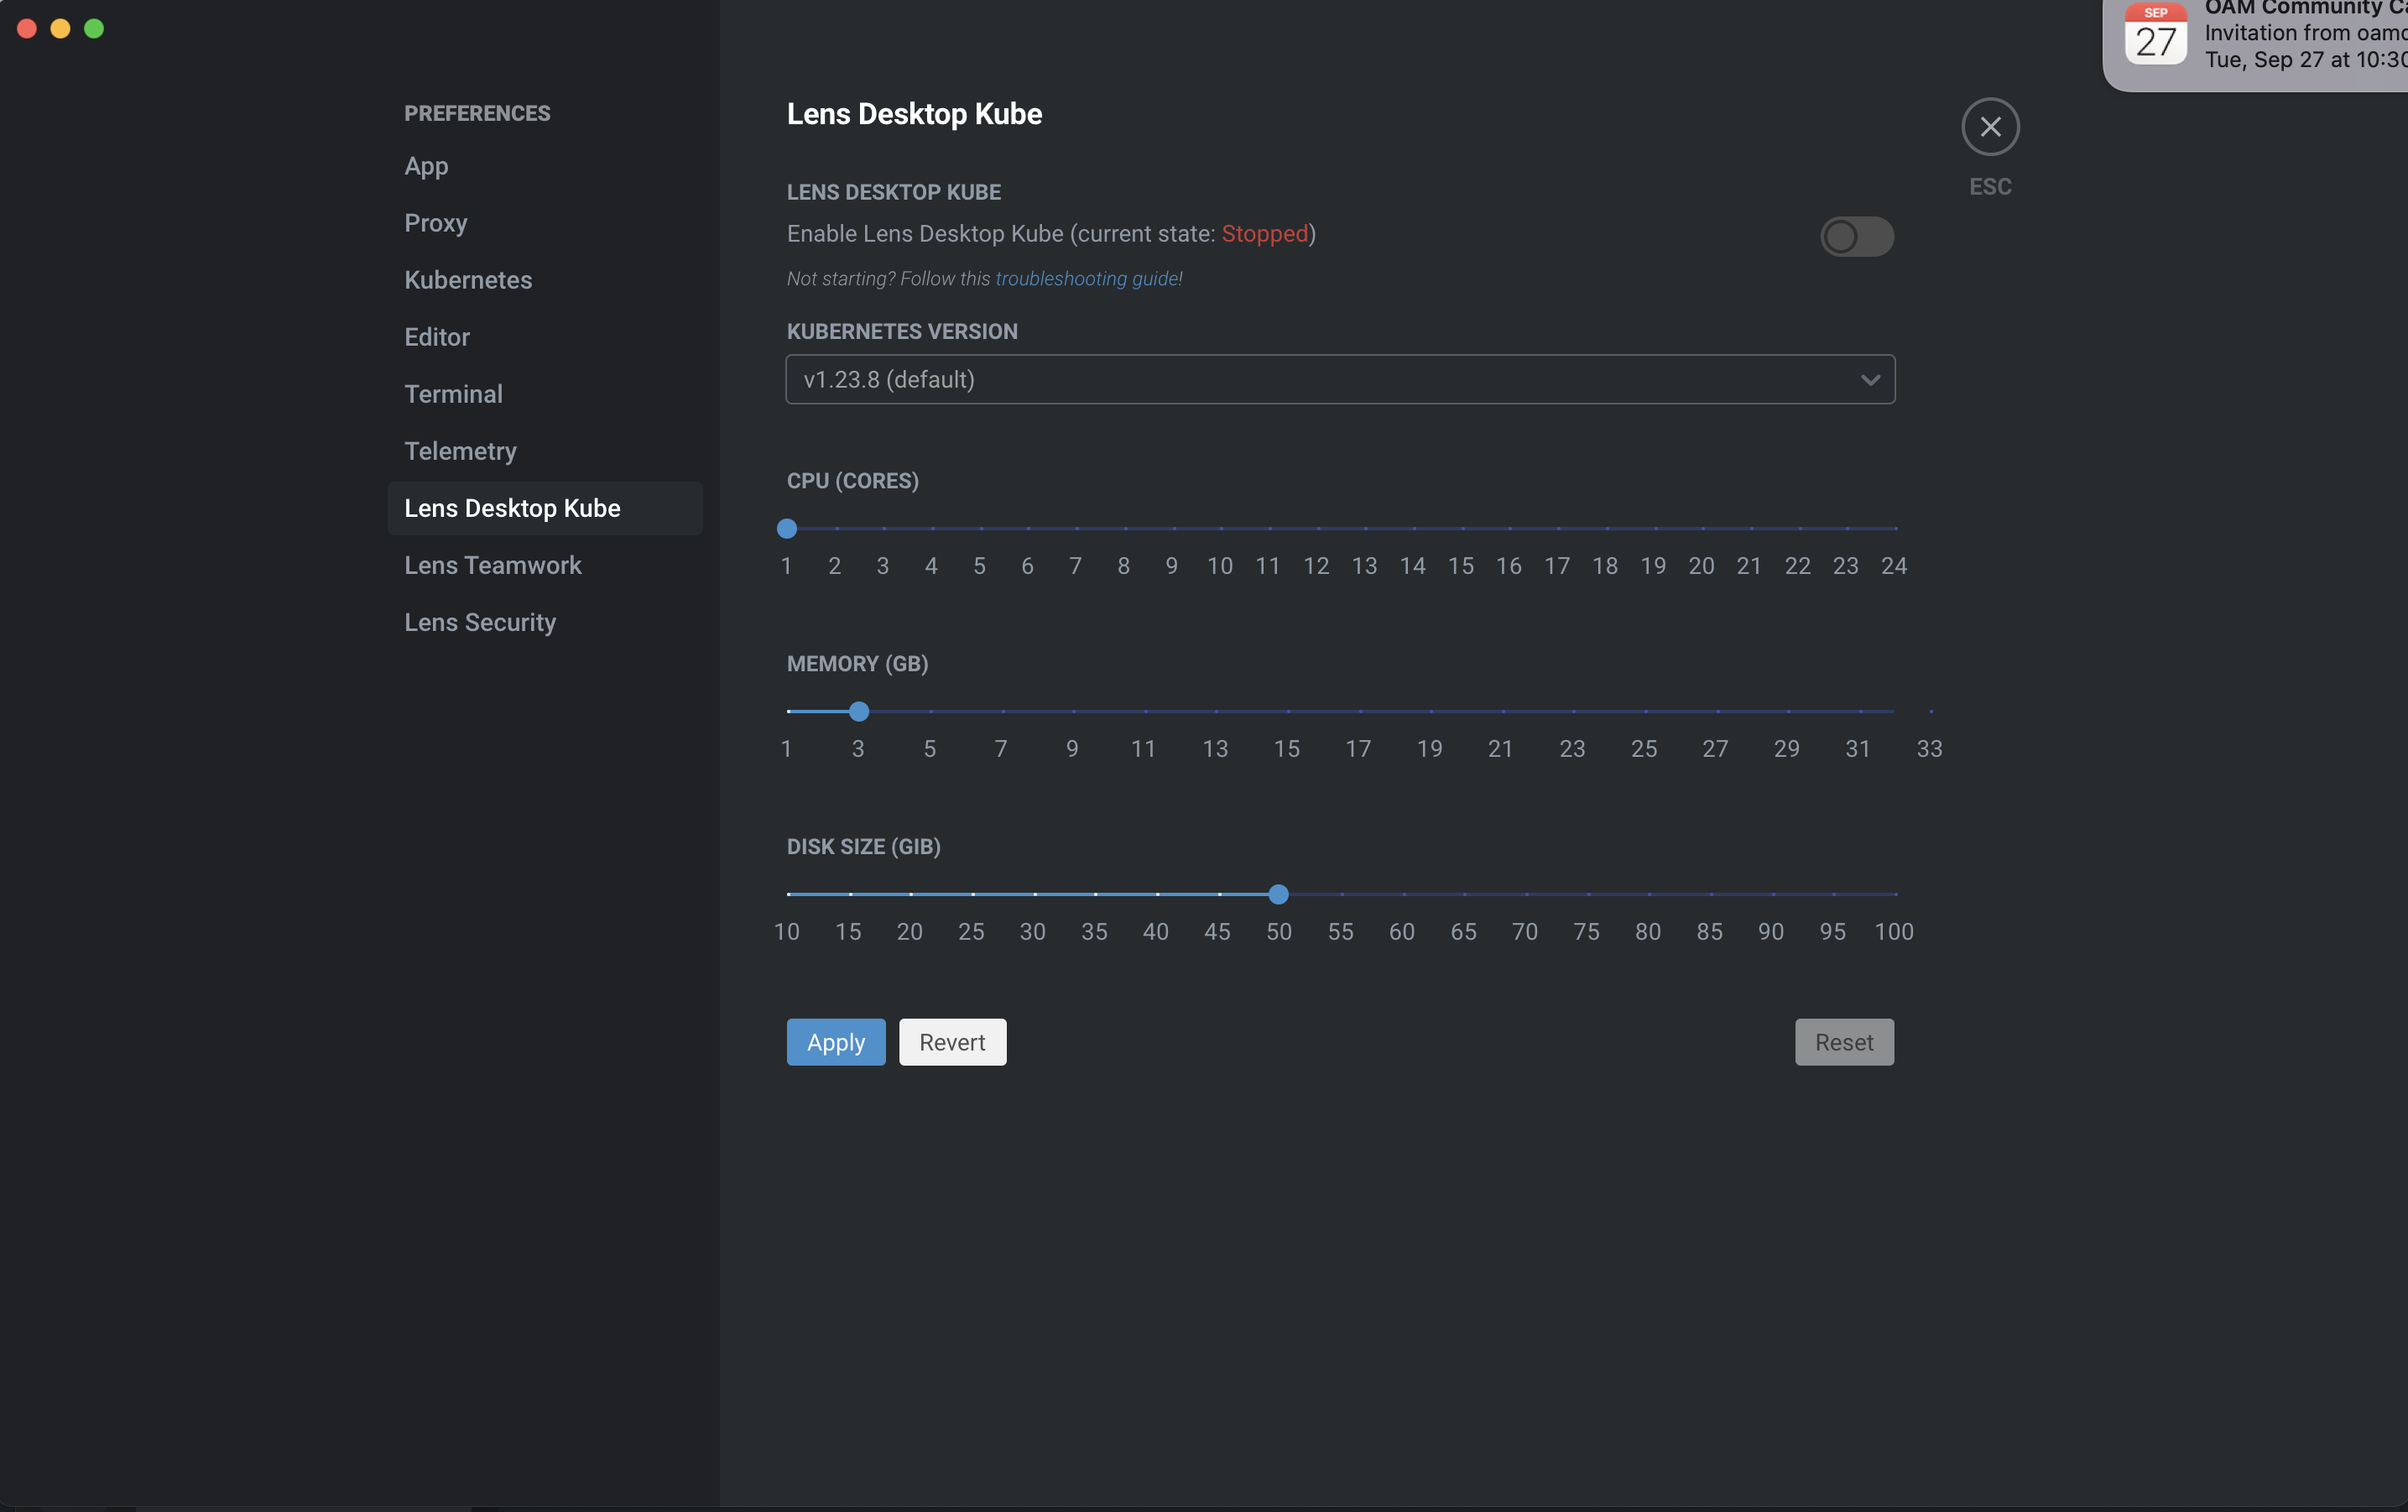 SEP
27
OAM Community
Invitation from
Tue, Sep 27 at
PREFERENCES
App
Proxy
Kubernetes
Editor
Terminal
Telemetry
Lens Desktop Kube
Lens Teamwork
Lens Security
Lens Desktop Kube
ESC
LENS DESKTOP KUBE
Enable Lens Desktop Kube (current state: Stopped)
Not starting? Follow this troubleshooting guide!
KUBERNETES VERSION
v1.23.8 (default)
CPU (CORES)
1 2 3 4 5 6 7 8 9 10 11 12 13 14 15 16 17 18 19 20 21 22 23 24
MEMORY (GB)
1 3 5 7 9 11 13 15 17 19 21 23 25 27 29 31 33
DISK SIZE (GIB)
10 15 20 25 30 35 40 45 50 55 60 65 70 75 80 85 90 95 100
Apply Revert Reset